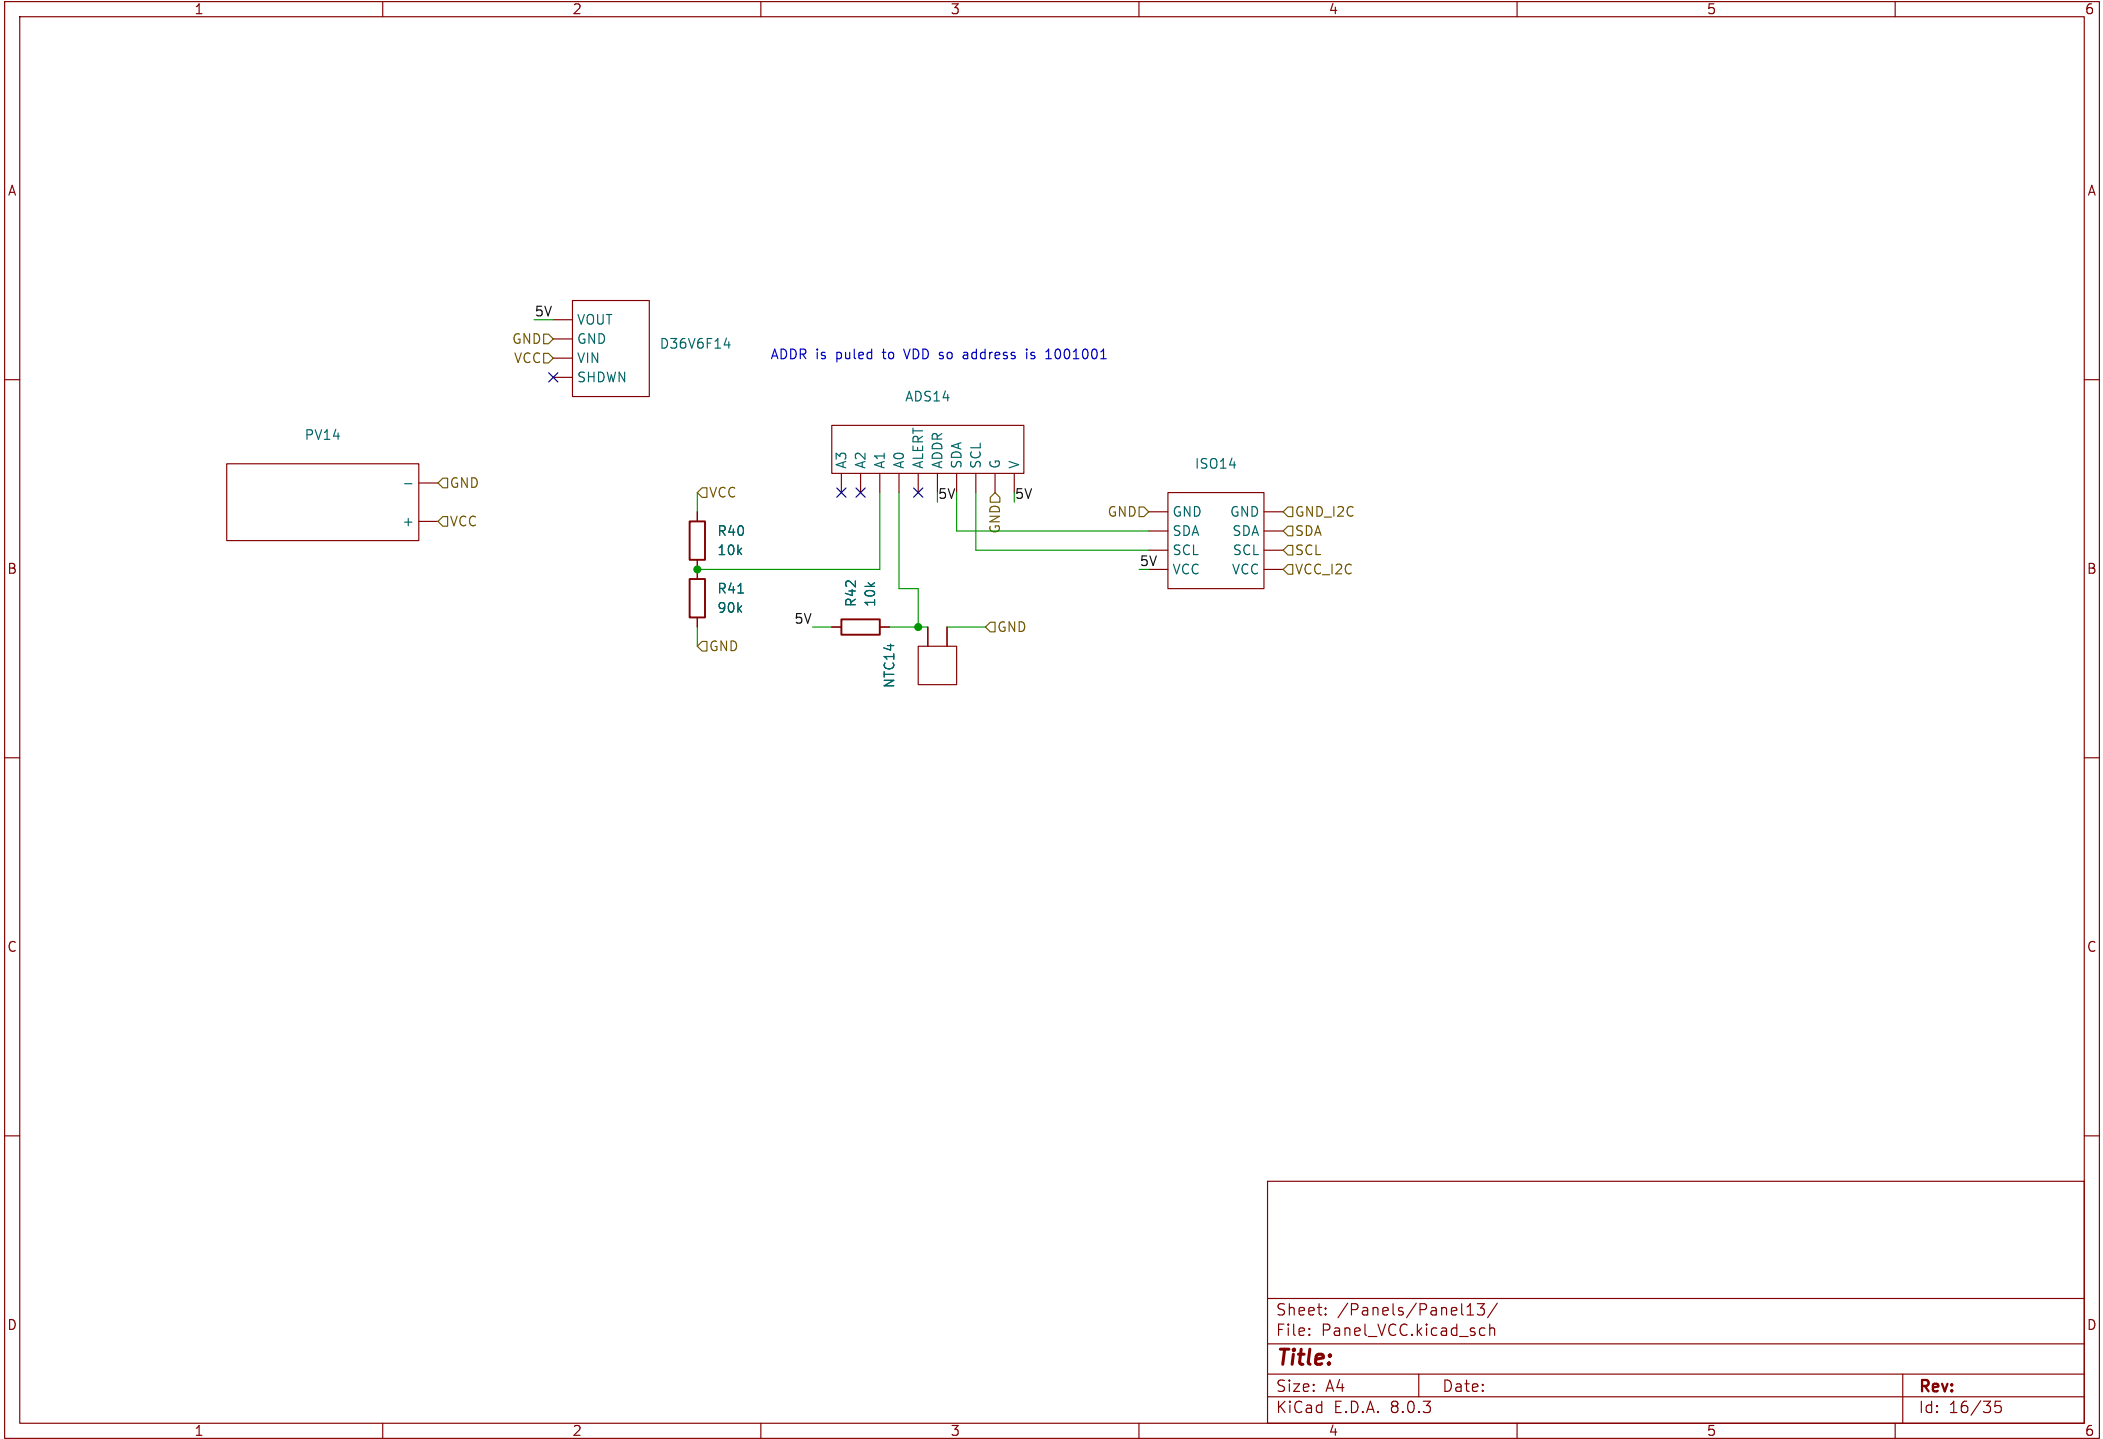 1 2 3 4 5 6
A A
5V
VOUT
GND GND
VCC VIN
SHDWN
D36V6F14
ADDR is puled to VDD so address is 1001001
ADS14
A3 A2 A1 A0 ALERT ADDR SDA SCL G V
5V GND 5V
PV14
- GND
+ VCC
ISO14
GND GND GND GND_I2C
SDA SDA SDA
SCL SCL SCL
5V VCC VCC VCC_I2C
VCC
R40
10k
B B
R41
90k
GND
R42
10k
5V
GND
NTC14
C C
D D
Sheet: /Panels/Panel13/
File: Panel_VCC.kicad_sch
Title:
Size: A4 Date: Rev:
KiCad E.D.A. 8.0.3 Id: 16/35
1 2 3 4 5 6